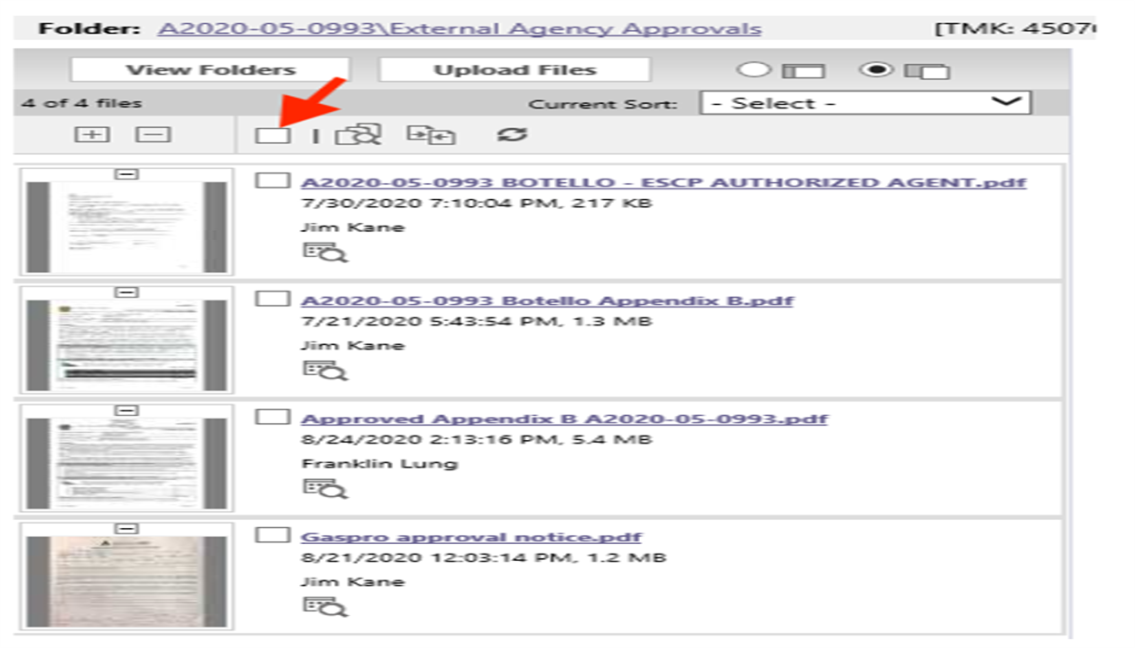 Folder: A2020-05-0993\External Agency Approvals [TMK: 4507
View Folders Upload Files
4 of 4 files Current Sort: - Select -
A2020-05-0993 BOTELLO - ESCP AUTHORIZED AGENT.pdf
7/30/2020 7:10:04 PM, 217 KB
Jim Kane
A2020-05-0993 Botello Appendix B.pdf
7/21/2020 5:43:54 PM, 1.3 MB
Jim Kane
Approved Appendix B A2020-05-0993.pdf
8/24/2020 2:13:16 PM, 5.4 MB
Franklin Lung
Gaspro approval notice.pdf
8/21/2020 12:03:14 PM, 1.2 MB
Jim Kane